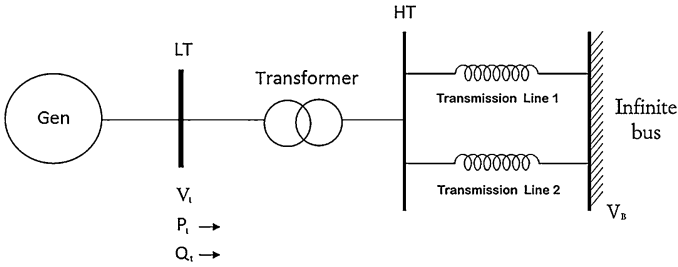 HT
LT
Transformer
Gen
Transmission Line 1
Infinite
bus
Transmission Line 2
Vt
VB
Pt →
Qt →